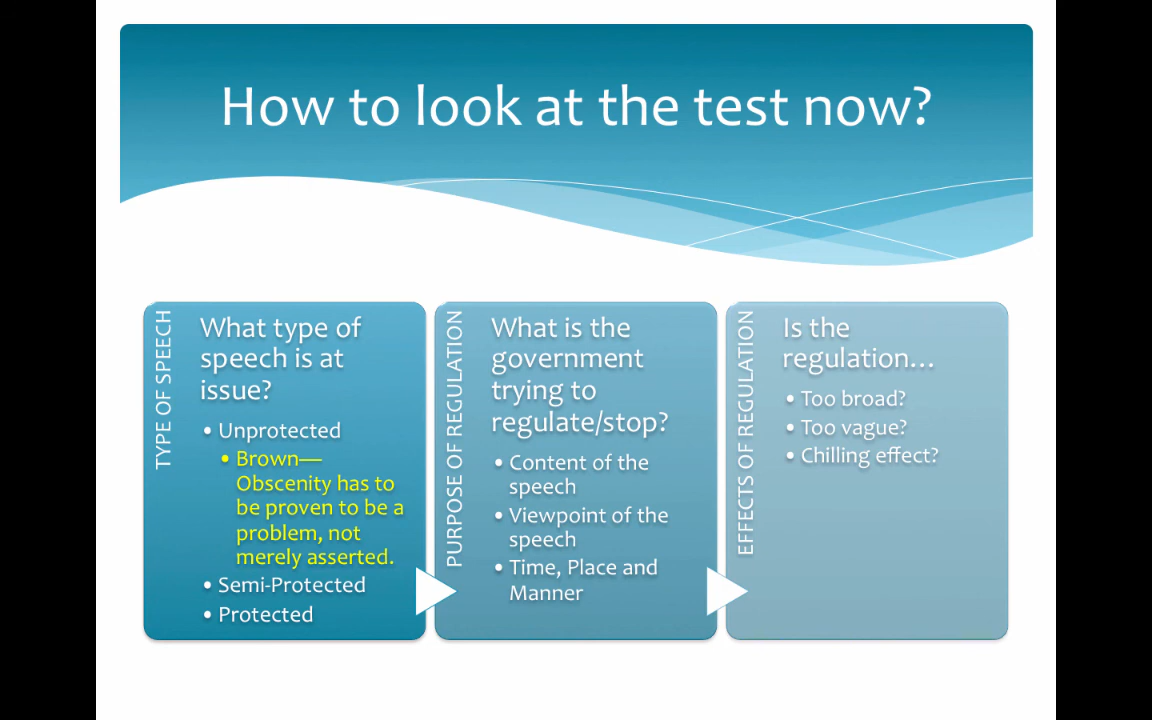 How to look at the test now?
TYPE OF SPEECH
What type of
speech is at
issue?
• Unprotected
• Brown—
Obscenity has to
be proven to be a
problem, not
merely asserted.
• Semi-Protected
• Protected
PURPOSE OF REGULATION
What is the
government
trying to
regulate/stop?
• Content of the
speech
• Viewpoint of the
speech
• Time, Place and
Manner
EFFECTS OF REGULATION
Is the
regulation...
• Too broad?
• Too vague?
• Chilling effect?